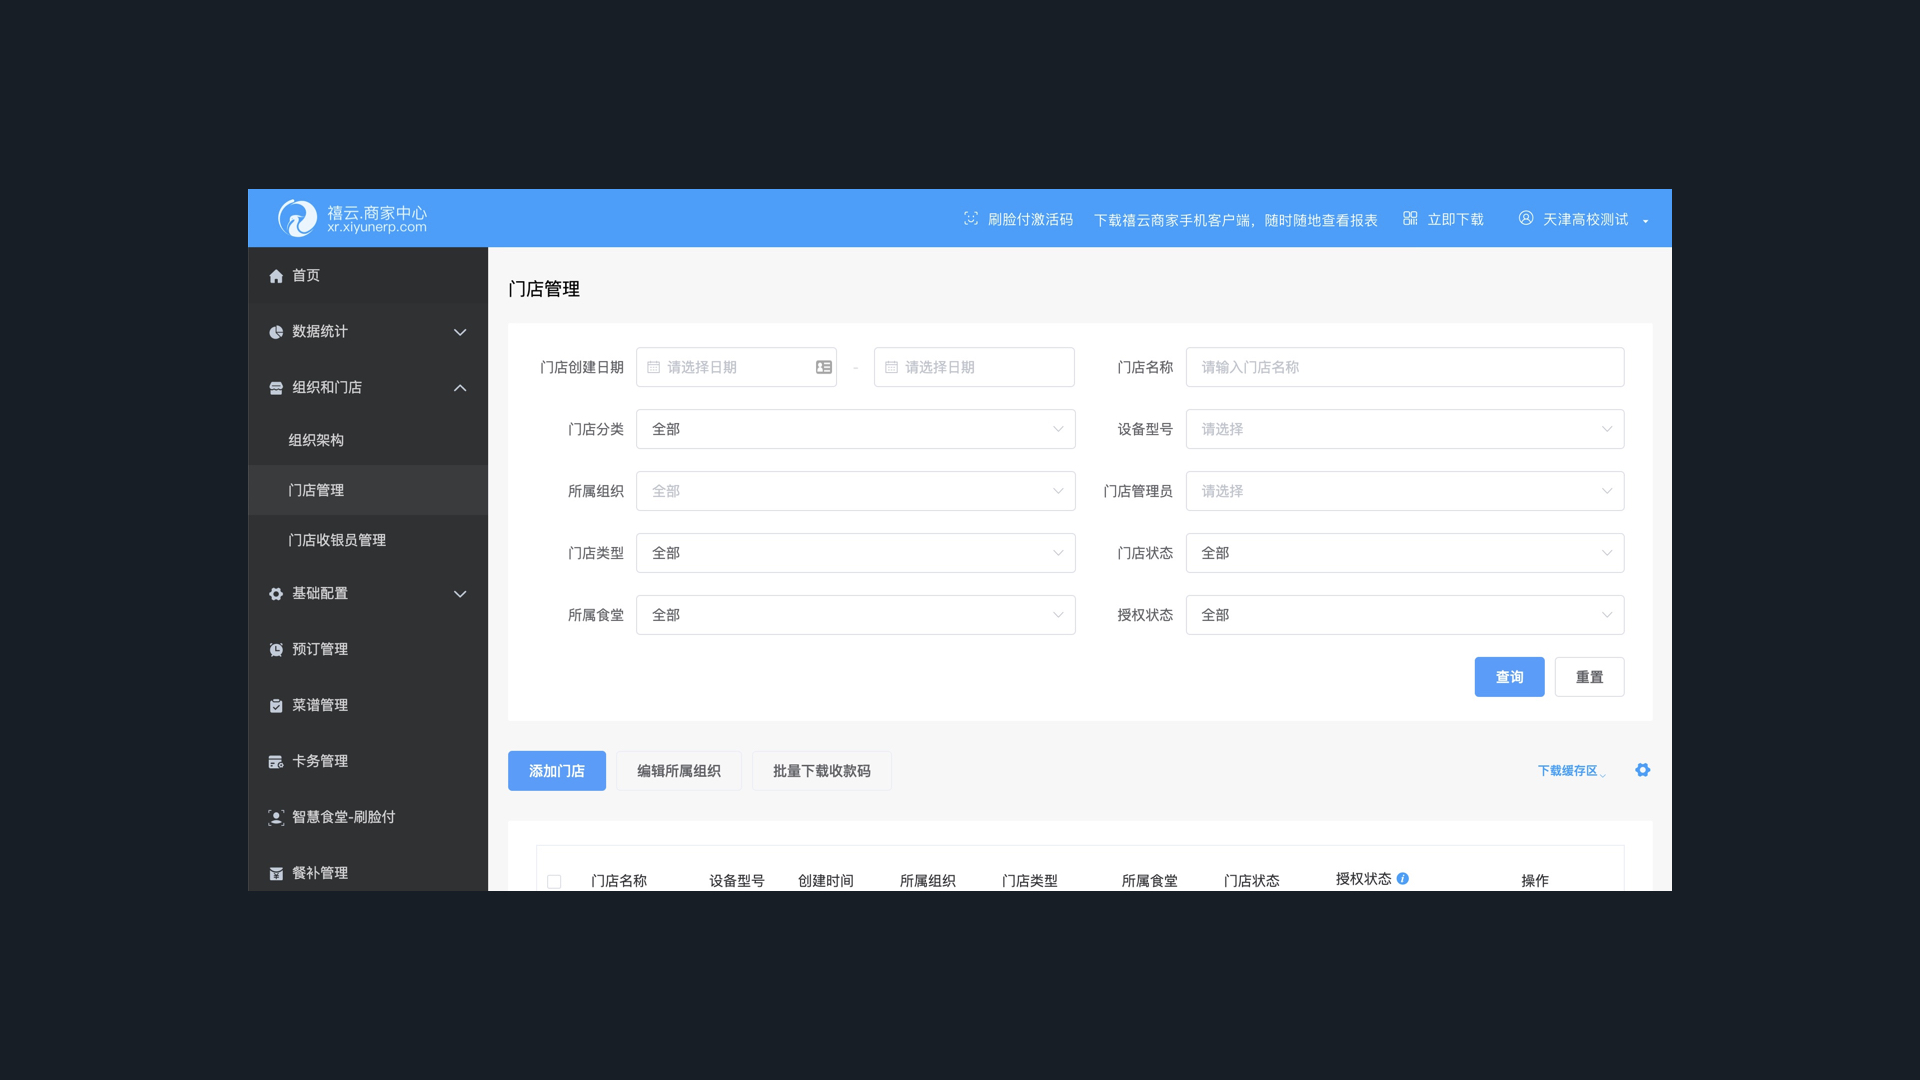 禧云.商家中心
xr.xiyunerp.com
刷脸付激活码 下载禧云商家手机客户端，随时随地查看报表 立即下载 天津高校测试
首页
数据统计
组织和门店
组织架构
门店管理
门店收银员管理
基础配置
预订管理
菜谱管理
卡务管理
智慧食堂-刷脸付
餐补管理
门店管理
门店创建日期 请选择日期 - 请选择日期 门店名称 请输入门店名称
门店分类 全部 设备型号 请选择
所属组织 全部 门店管理员 请选择
门店类型 全部 门店状态 全部
所属食堂 全部 授权状态 全部
查询 重置
添加门店 编辑所属组织 批量下载收款码 下载缓存区
门店名称 设备型号 创建时间 所属组织 门店类型 所属食堂 门店状态 授权状态 操作